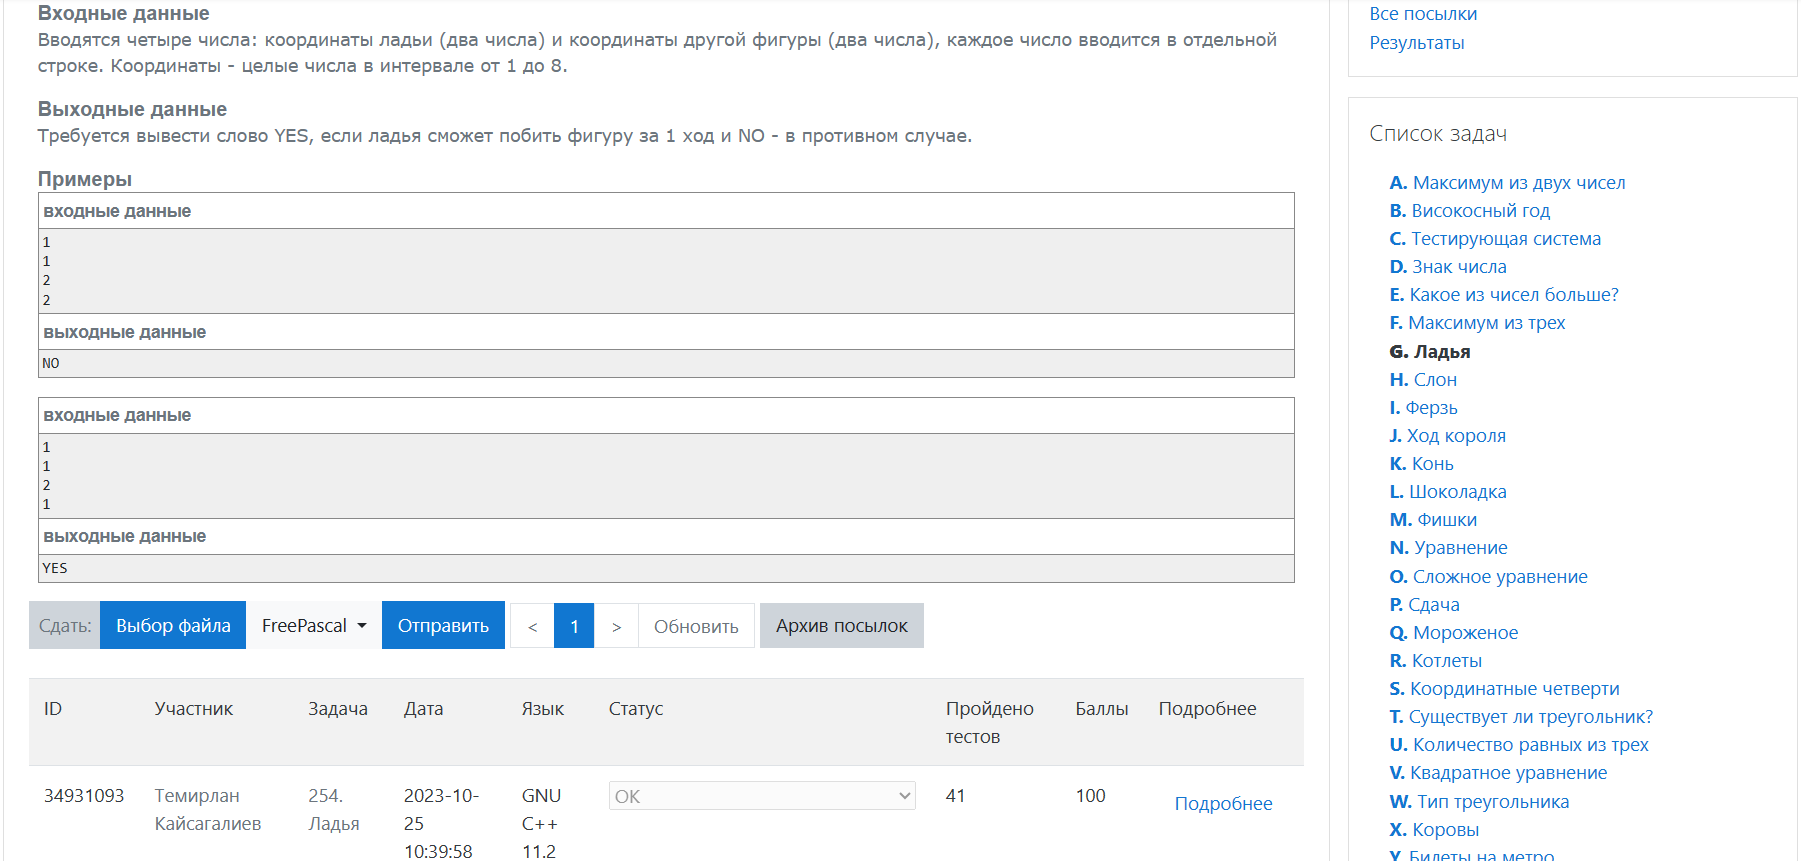 Входные данные
Вводятся четыре числа: координаты ладьи (два числа) и координаты другой фигуры (два числа), каждое число вводится в отдельной
строке. Координаты - целые числа в интервале от 1 до 8.
Выходные данные
Требуется вывести слово YES, если ладья сможет побить фигуру за 1 ход и NO - в противном случае.
Примеры
входные данные
1
1
2
2
выходные данные
NO
входные данные
1
1
2
1
выходные данные
YES
Сдать: Выбор файла FreePascal Отправить < 1 > Обновить Архив посылок
ID Участник Задача Дата Язык Статус Пройдено тестов Баллы Подробнее
34931093 Темирлан Кайсагалиев 254. Ладья 2023-10-25 10:39:58 GNU C++ 11.2 OK 41 100 Подробнее
Все посылки
Результаты
Список задач
A. Максимум из двух чисел
B. Високосный год
C. Тестирующая система
D. Знак числа
E. Какое из чисел больше?
F. Максимум из трех
G. Ладья
H. Слон
I. Ферзь
J. Ход короля
K. Конь
L. Шоколадка
M. Фишки
N. Уравнение
O. Сложное уравнение
P. Сдача
Q. Мороженое
R. Котлеты
S. Координатные четверти
T. Существует ли треугольник?
U. Количество равных из трех
V. Квадратное уравнение
W. Тип треугольника
X. Коровы
Y. Билеты на метро